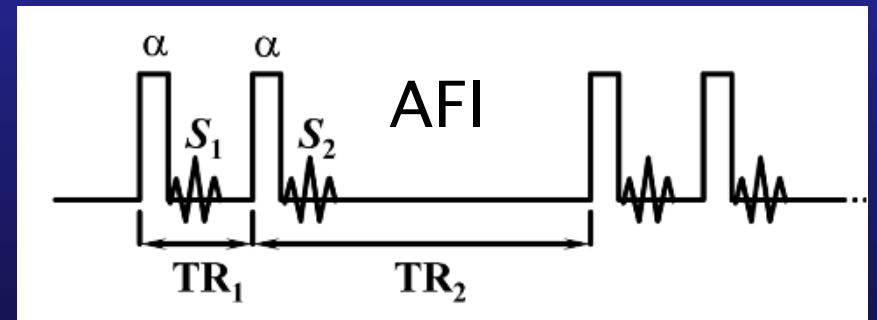 α α
AFI
S₁ S₂
TR₁ TR₂